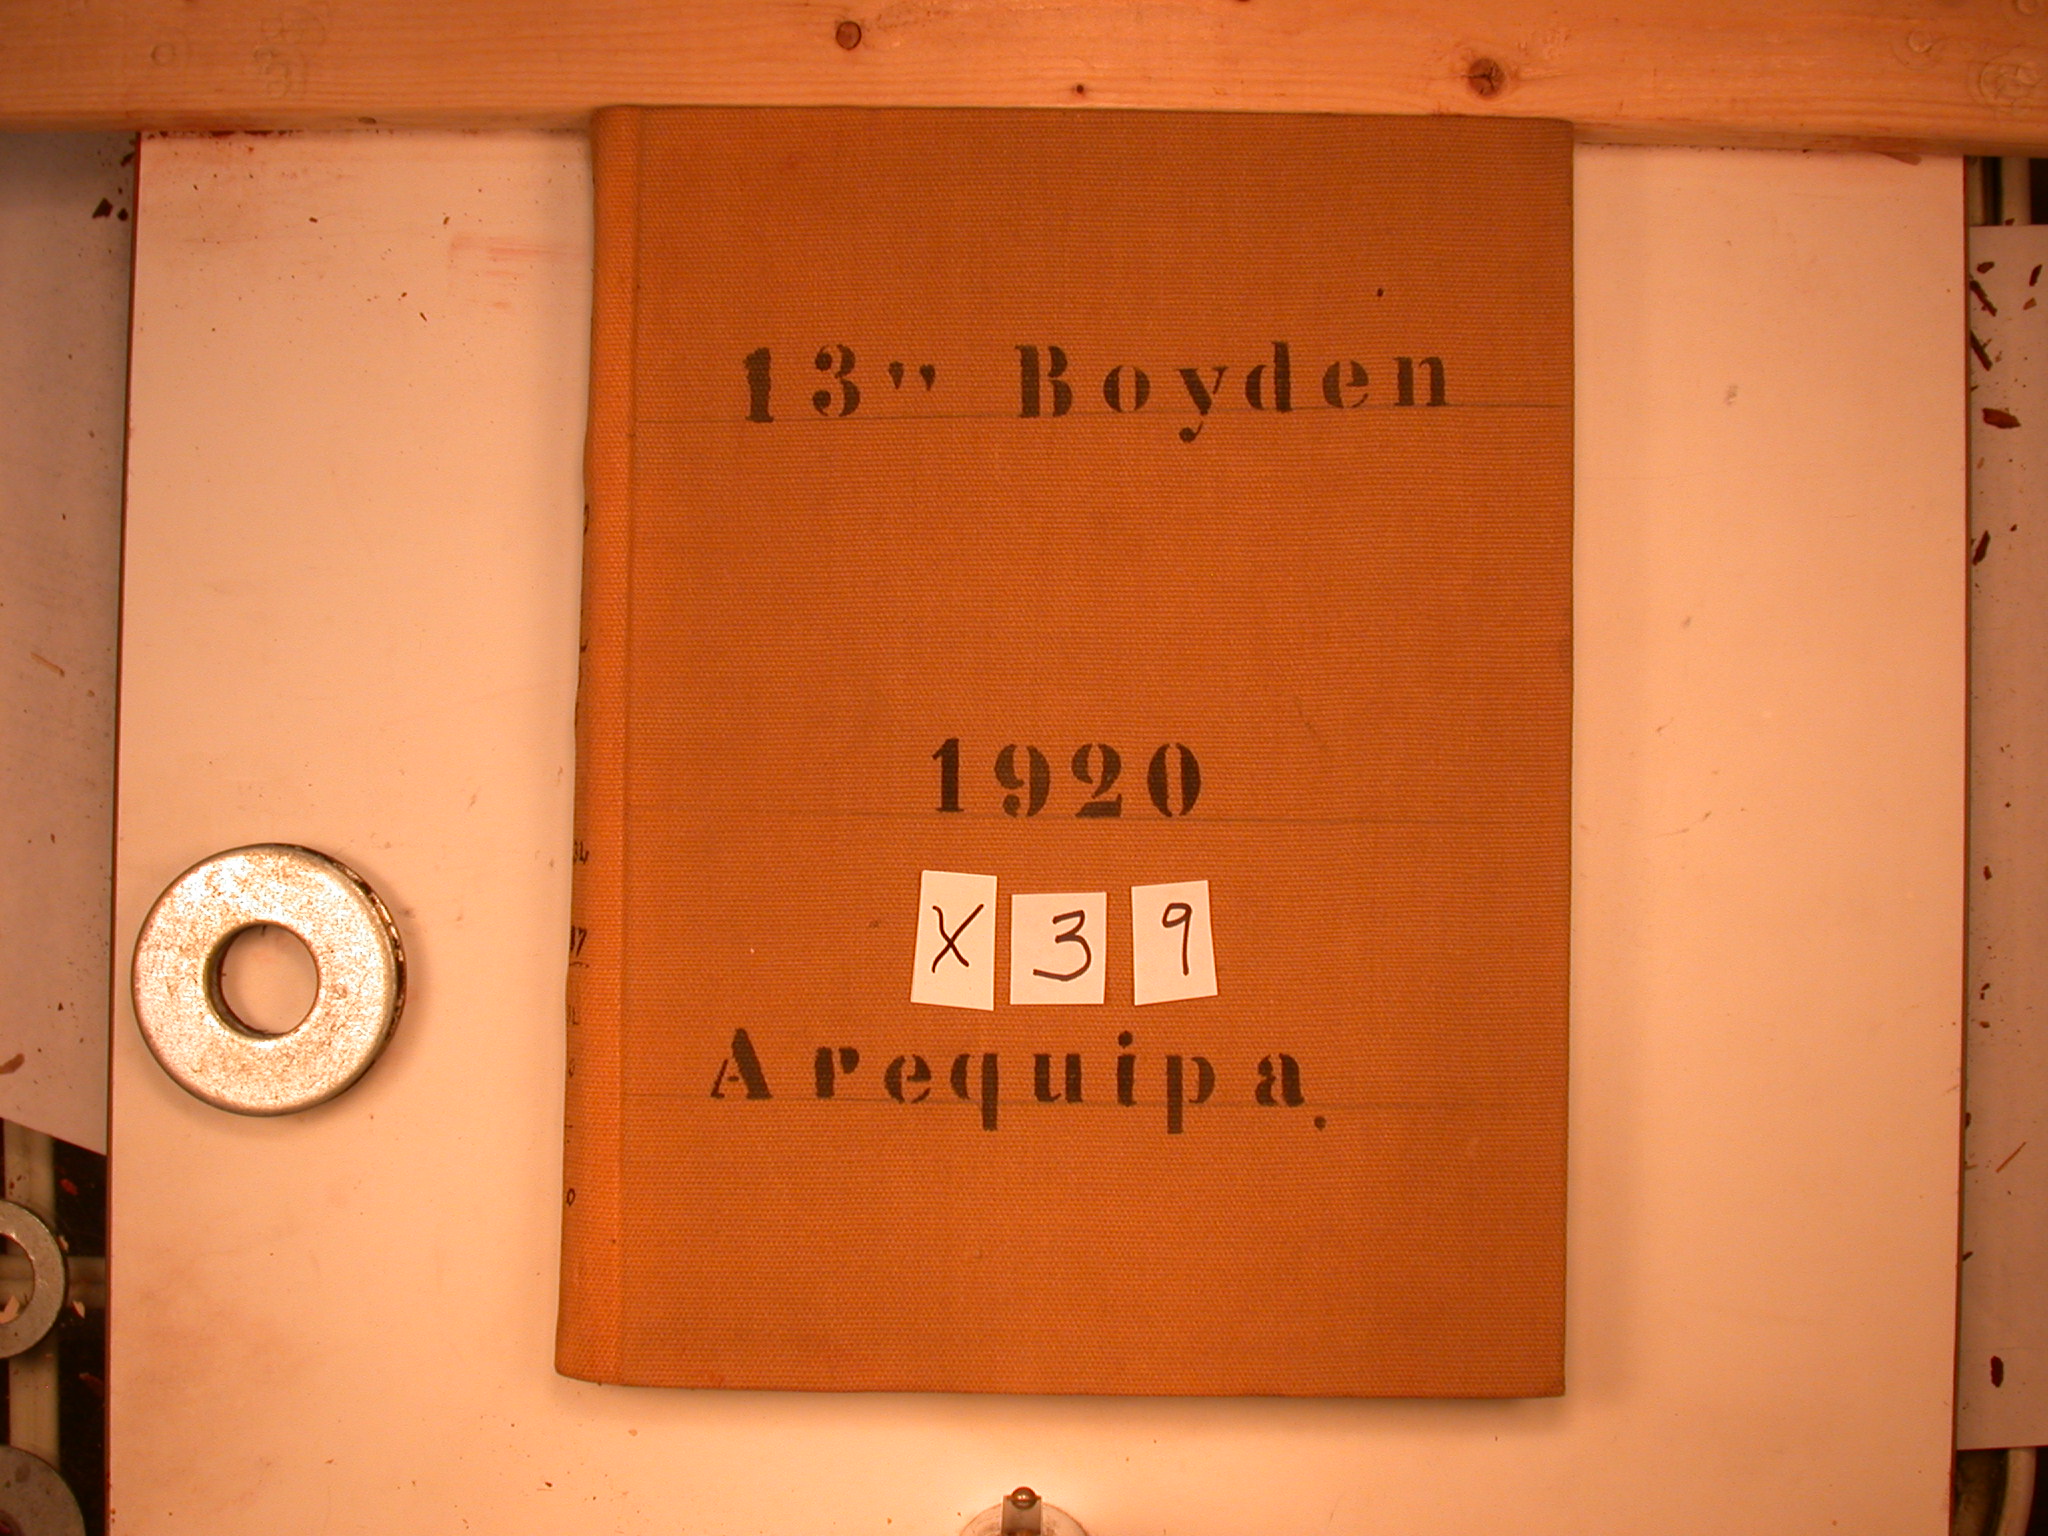 13" Boyden
1920
X 3 9
Arequipa.